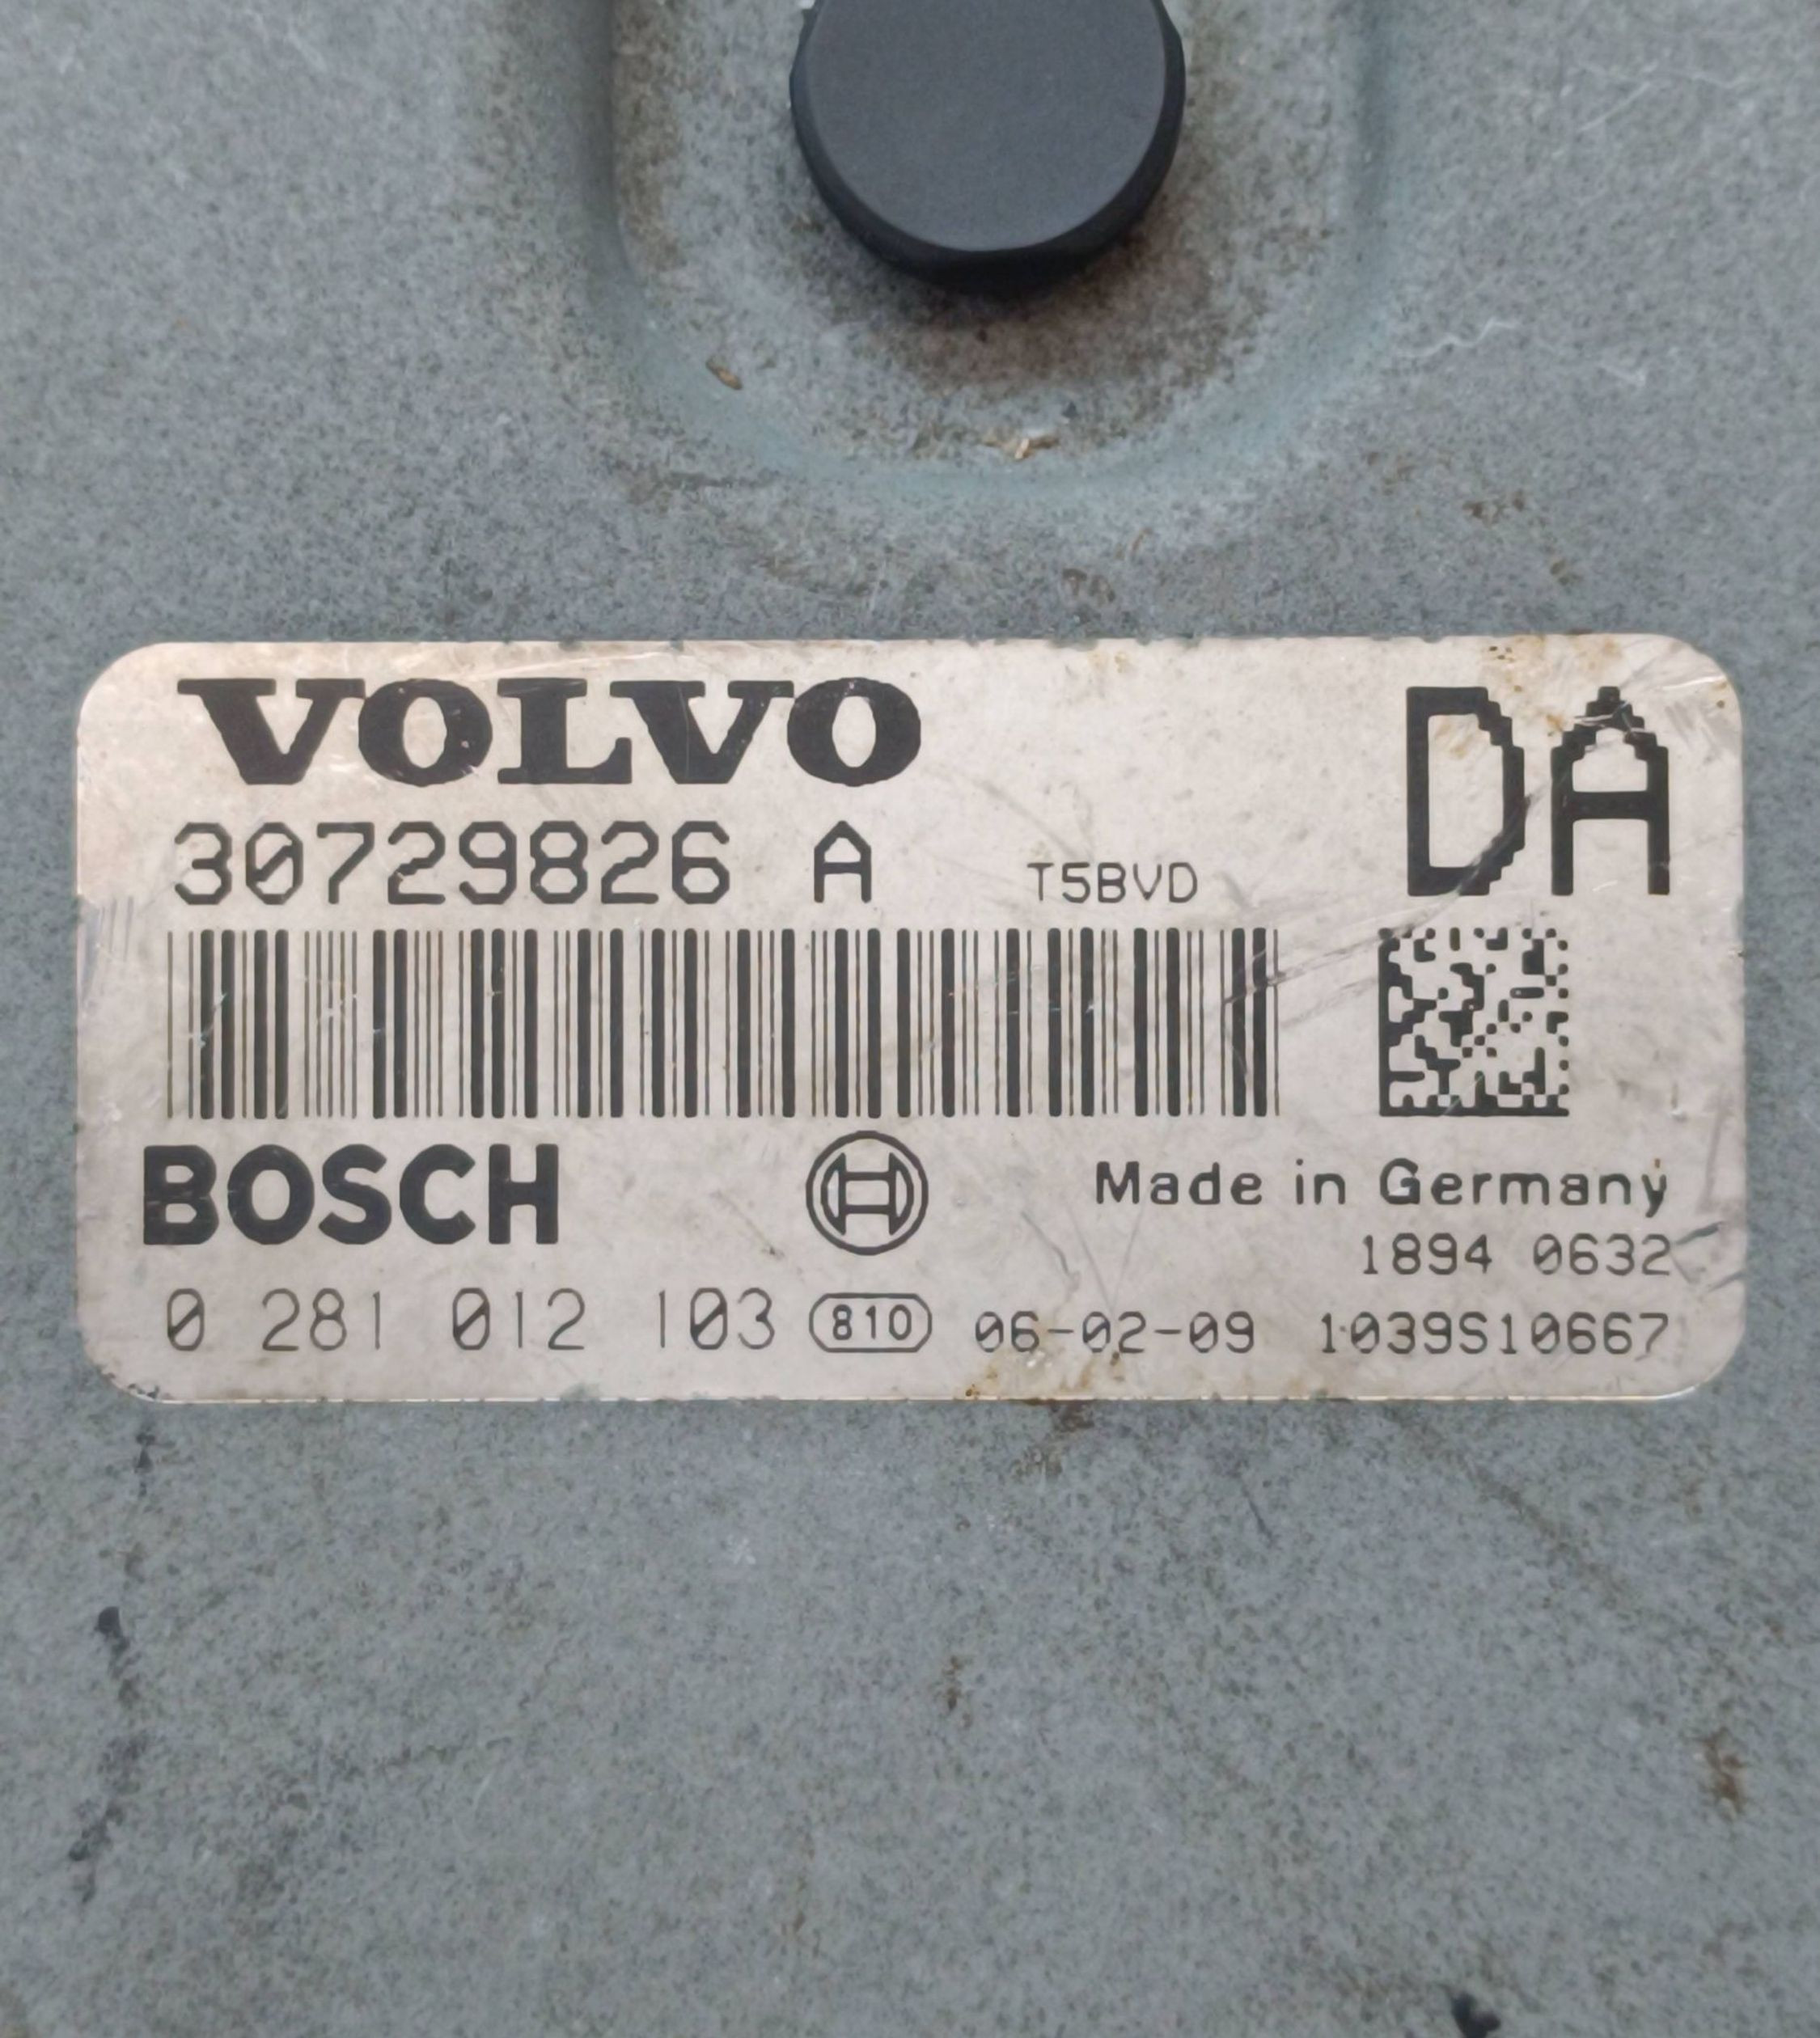 VOLVO
DA
30729826 A T5BVD
BOSCH
Made in Germany
1894 0632
0 281 012 103 810 06-02-09 1039S10667